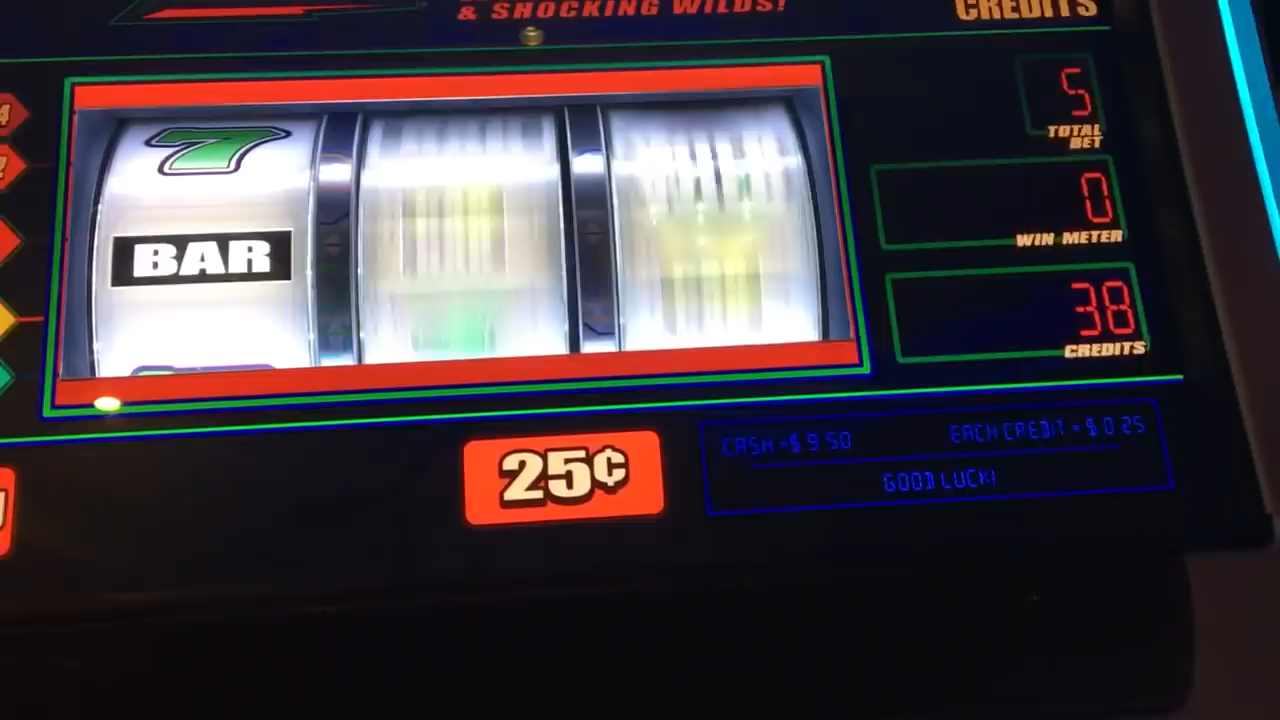 & SHOCKING WILDS!
CREDITS
4
7
5
TOTAL
BET
BAR
0
WIN METER
38
CREDITS
25¢
CASH = $ 9.50
EACH CREDIT = $ 0.25
GOOD LUCK!